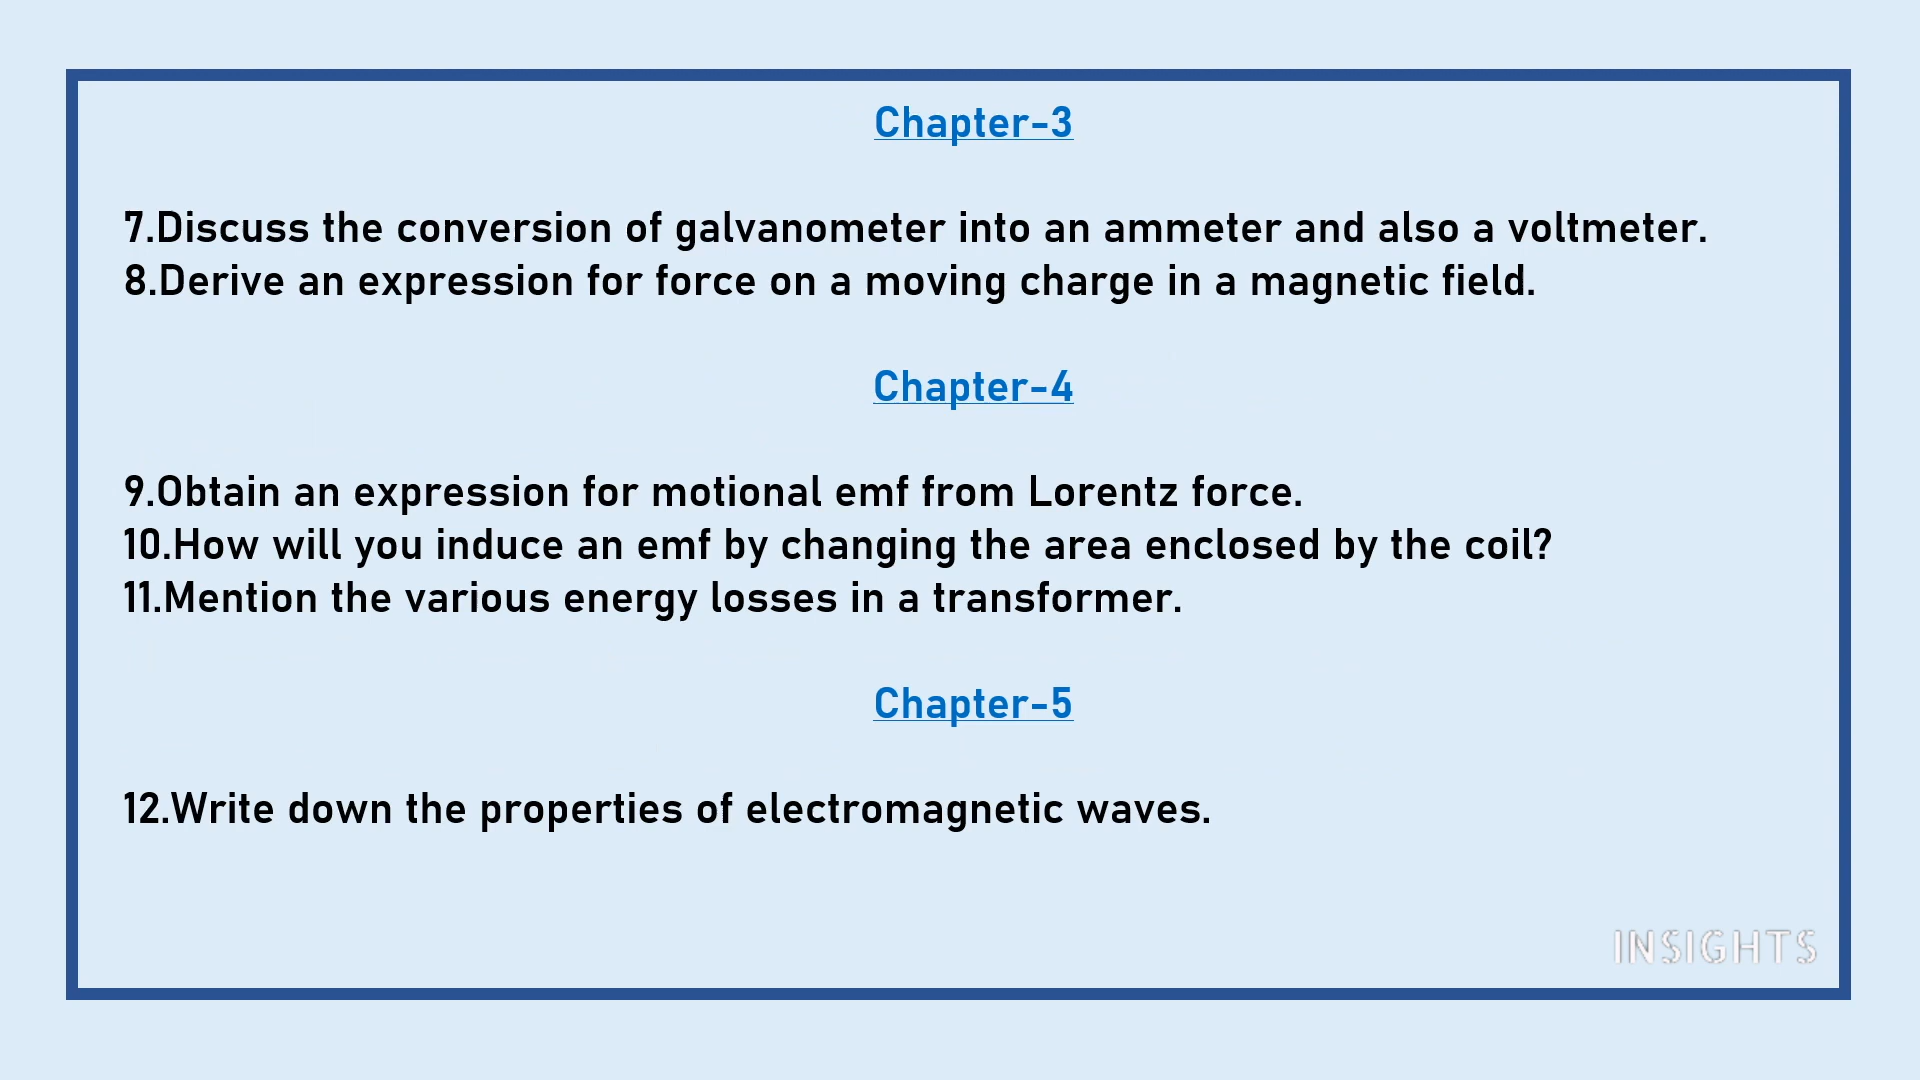 Chapter-3
7.Discuss the conversion of galvanometer into an ammeter and also a voltmeter.
8.Derive an expression for force on a moving charge in a magnetic field.
Chapter-4
9.Obtain an expression for motional emf from Lorentz force.
10.How will you induce an emf by changing the area enclosed by the coil?
11.Mention the various energy losses in a transformer.
Chapter-5
12.Write down the properties of electromagnetic waves.
INSIGHTS